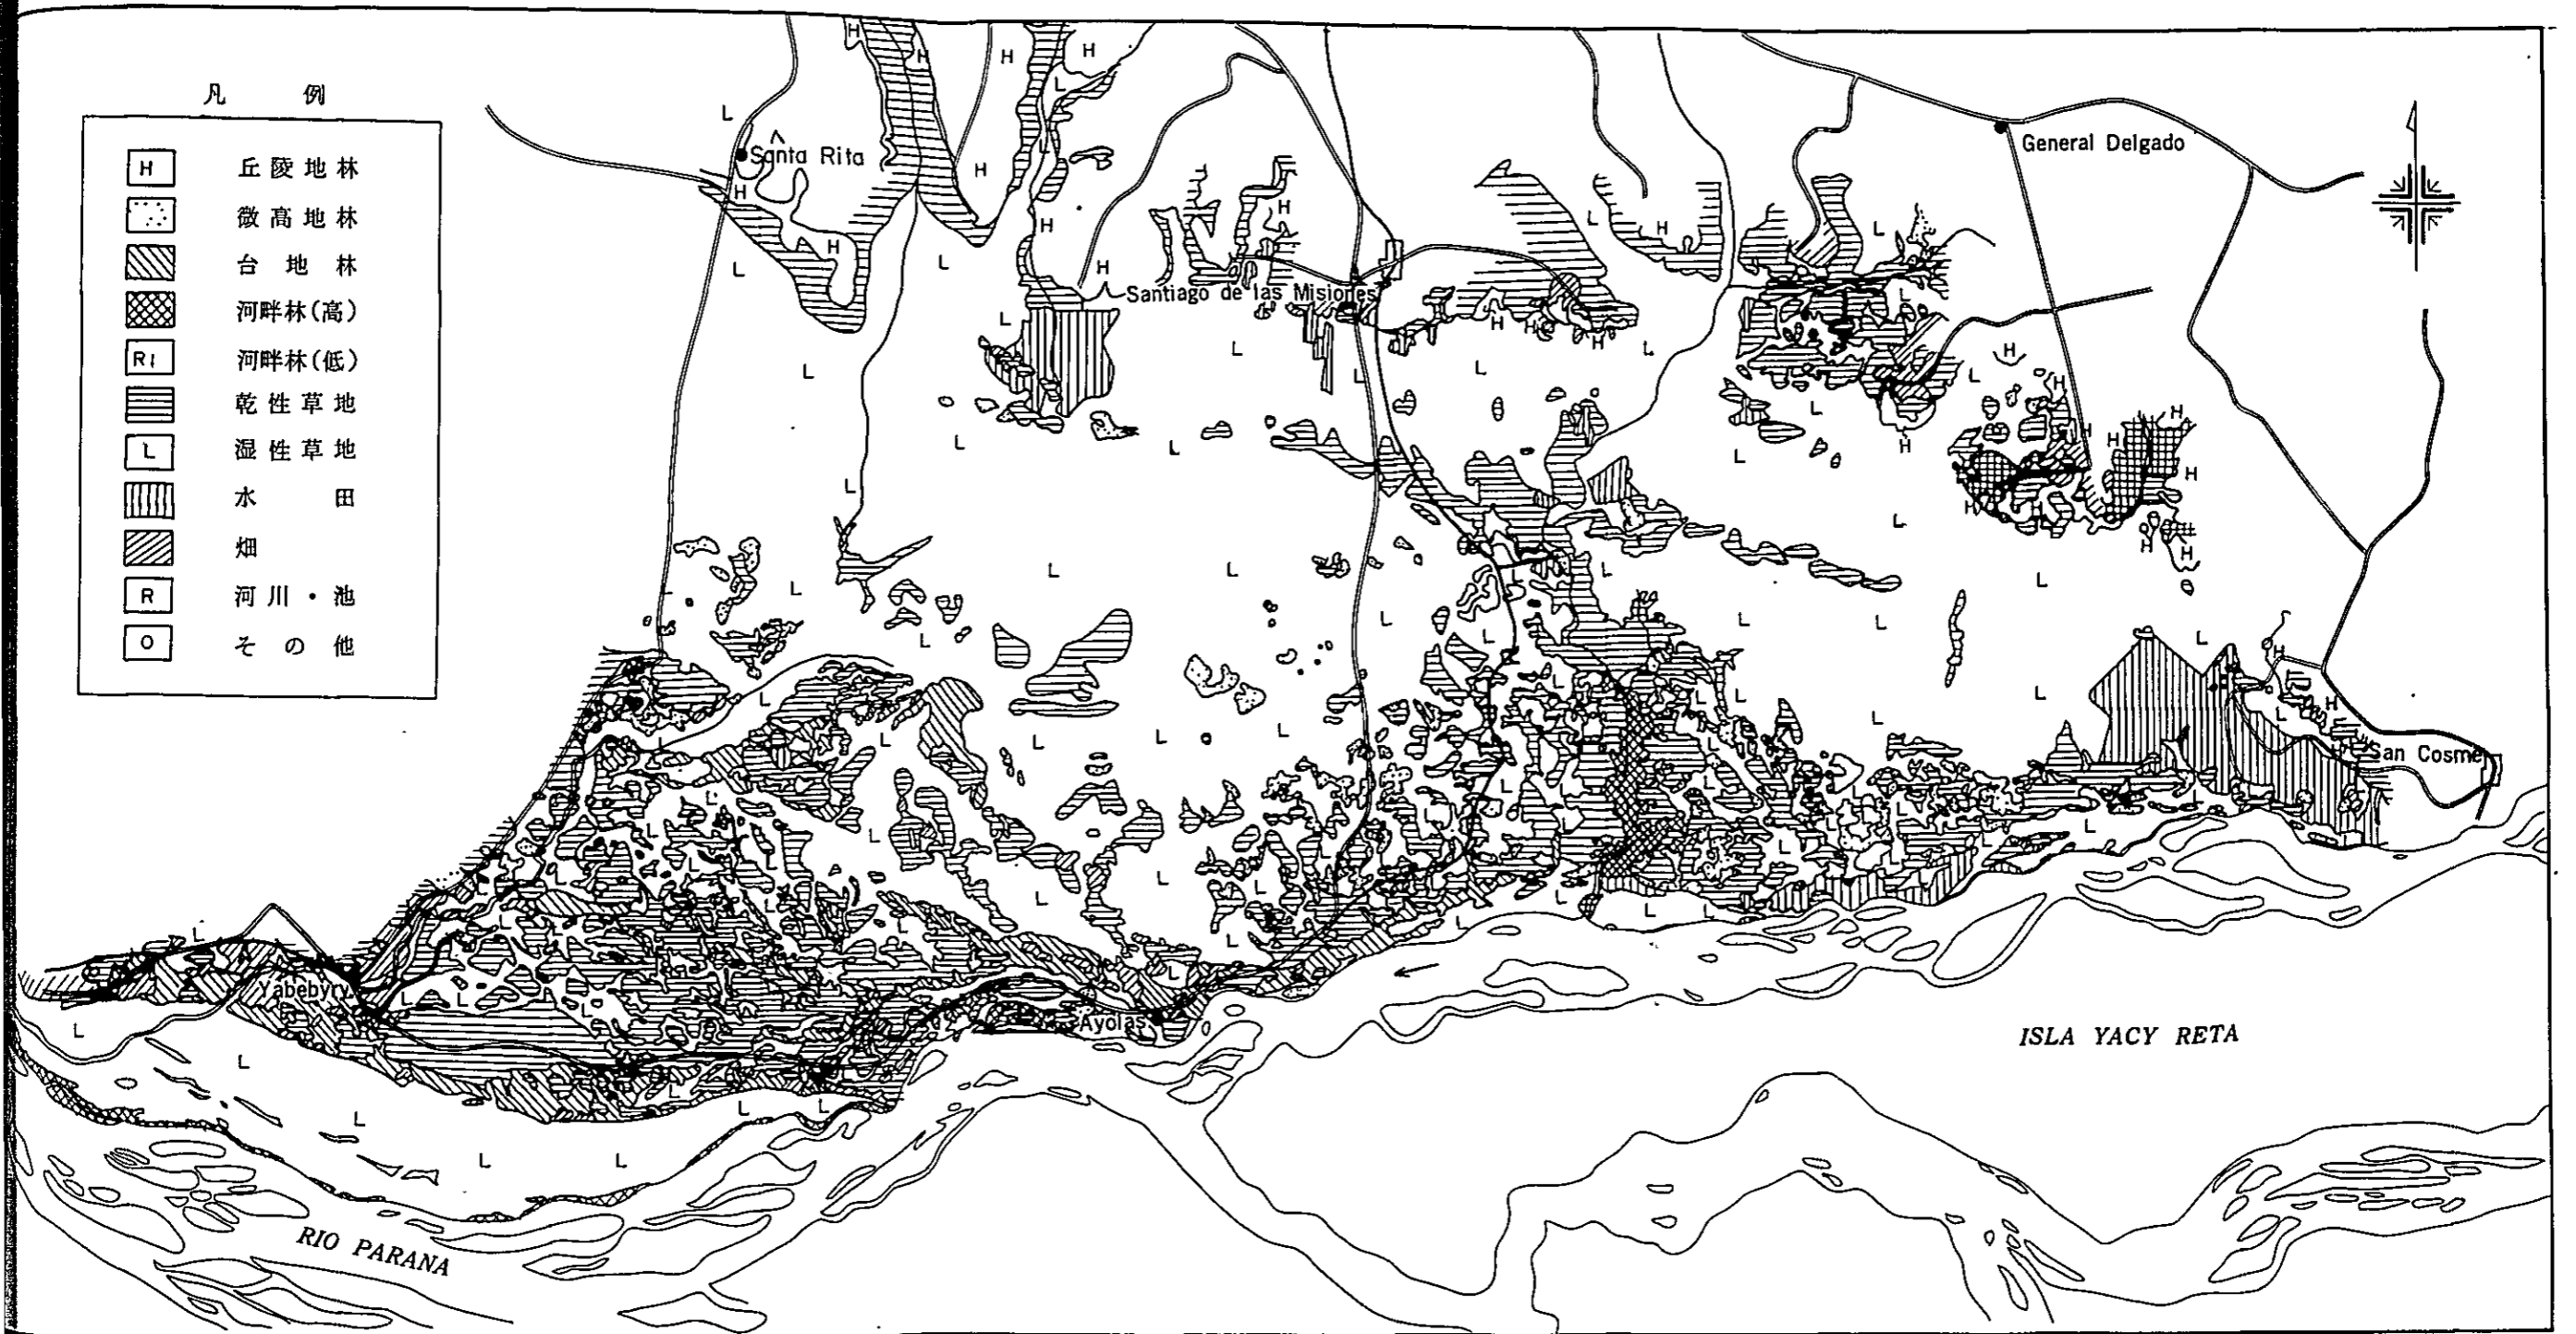 凡 例
H 丘陵地林
微高地林
台地林
河畔林(高)
Rl 河畔林(低)
乾性草地
L 湿性草地
水田
畑
R 河川・池
O その他
Santa Rita
General Delgado
Santiago de las Misiones
San Cosme
Yabebyry
Ayolas
ISLA YACY RETA
RIO PARANA